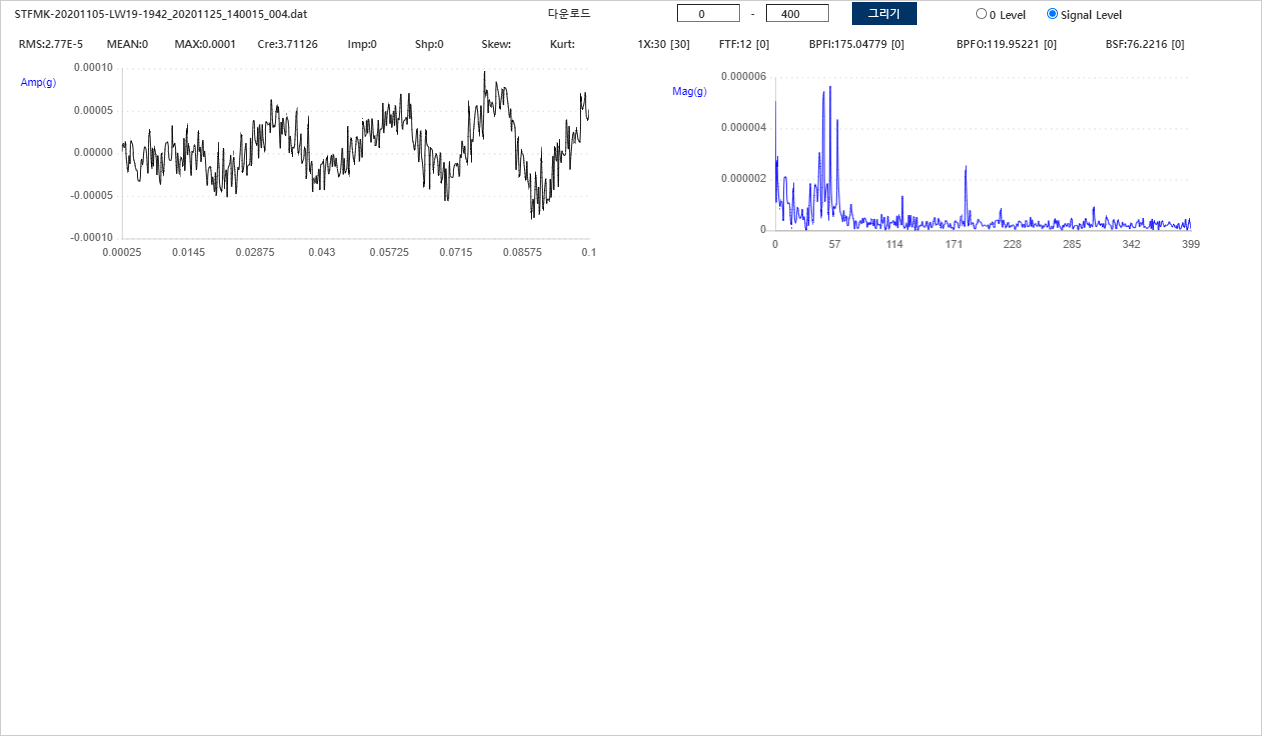 STFMK-20201105-LW19-1942_20201125_140015_004.dat 다운로드 0 - 400 그리기 0 Level Signal Level
RMS:2.77E-5 MEAN:0 MAX:0.0001 Cre:3.71126 Imp:0 Shp:0 Skew: Kurt: 1X:30 [30] FTF:12 [0] BPFI:175.04779 [0] BPFO:119.95221 [0] BSF:76.2216 [0]
Amp(g)
0.00010
0.00005
0.00000
-0.00005
-0.00010
0.00025 0.0145 0.02875 0.043 0.05725 0.0715 0.08575 0.1
Mag(g)
0.000006
0.000004
0.000002
0
0 57 114 171 228 285 342 399